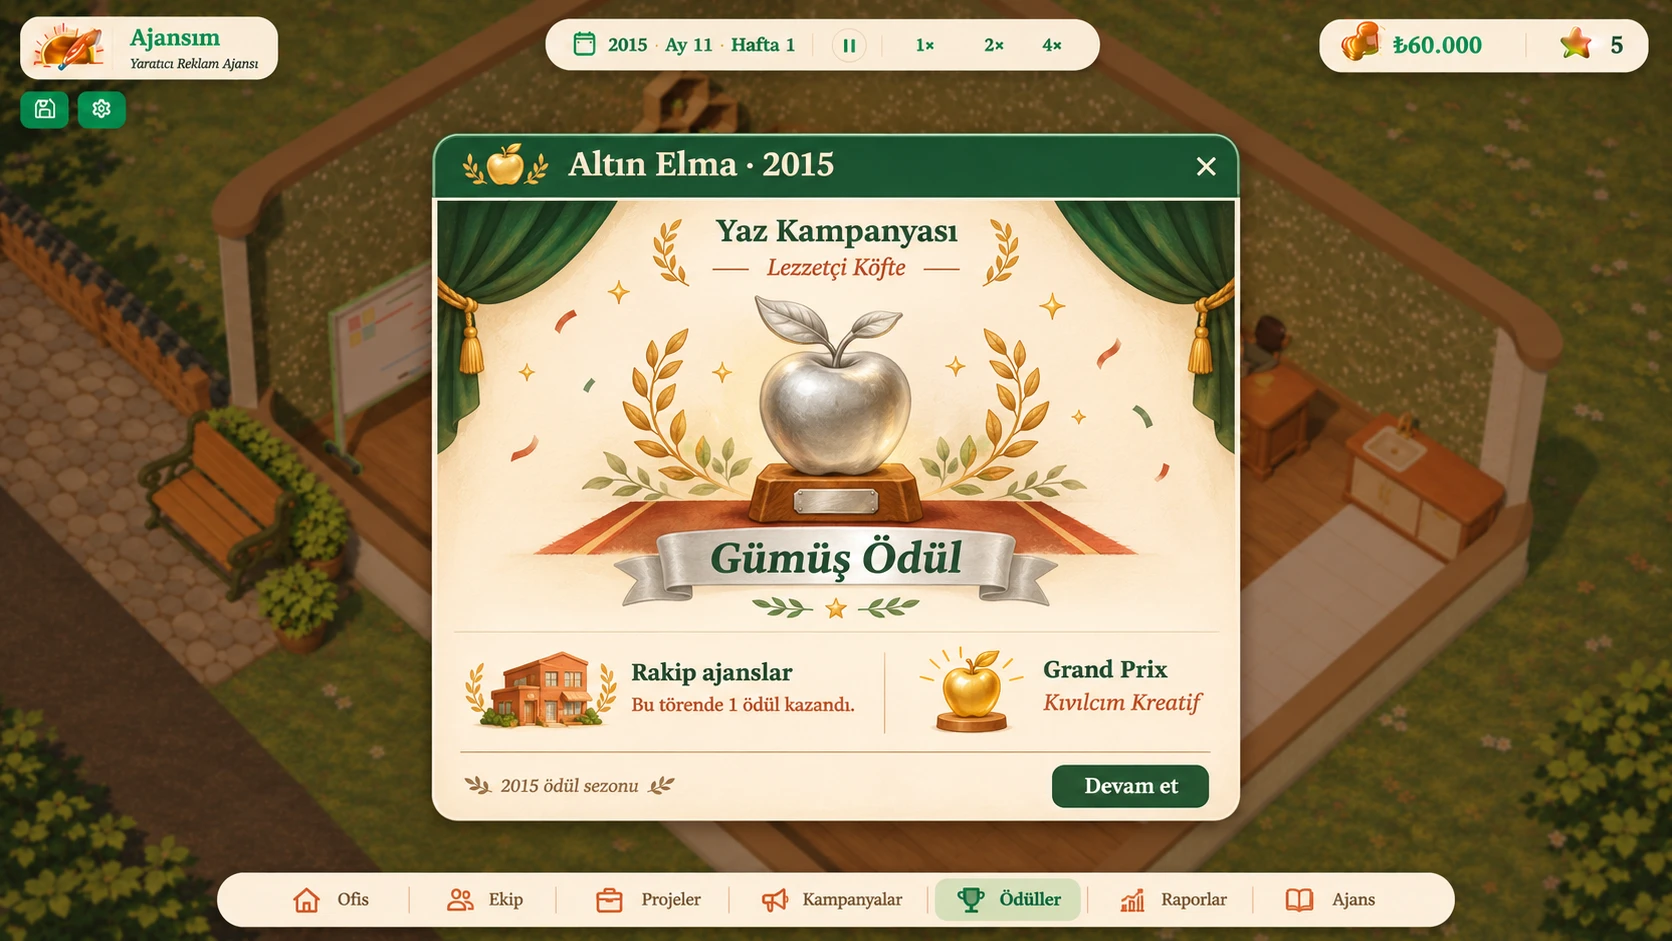 Ajansım
Yaratıcı Reklam Ajansı
2015 · Ay 11 · Hafta 1
1× 2× 4×
₺60.000
5
Altın Elma · 2015
Yaz Kampanyası
Lezzetçi Köfte
Gümüş Ödül
Rakip ajanslar
Bu törende 1 ödül kazandı.
Grand Prix
Kıvılcım Kreatif
2015 ödül sezonu
Devam et
Ofis
Ekip
Projeler
Kampanyalar
Ödüller
Raporlar
Ajans